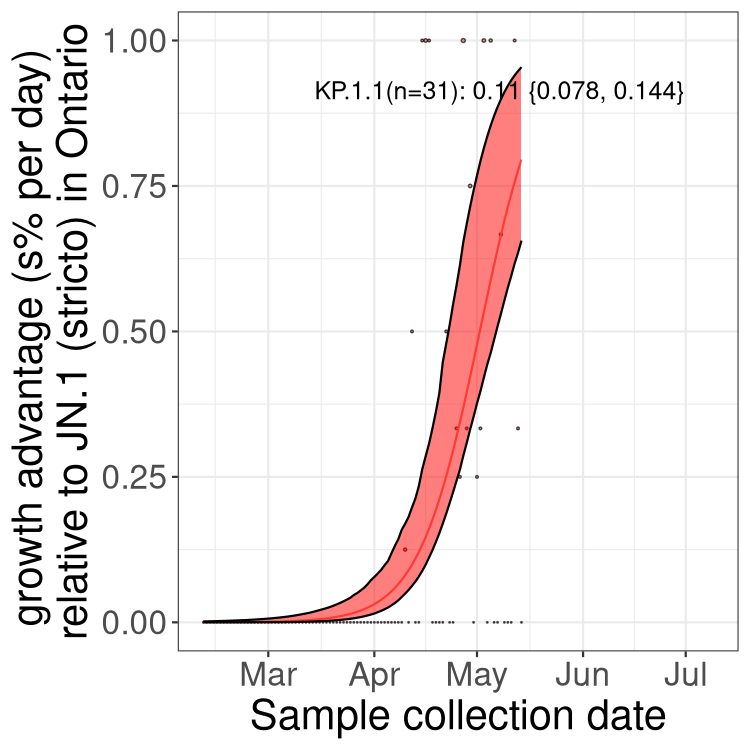 growth advantage (s% per day)
relative to JN.1 (stricto) in Ontario
1.00
0.75
0.50
0.25
0.00
KP.1.1(n=31): 0.11 {0.078, 0.144}
Mar Apr May Jun Jul
Sample collection date